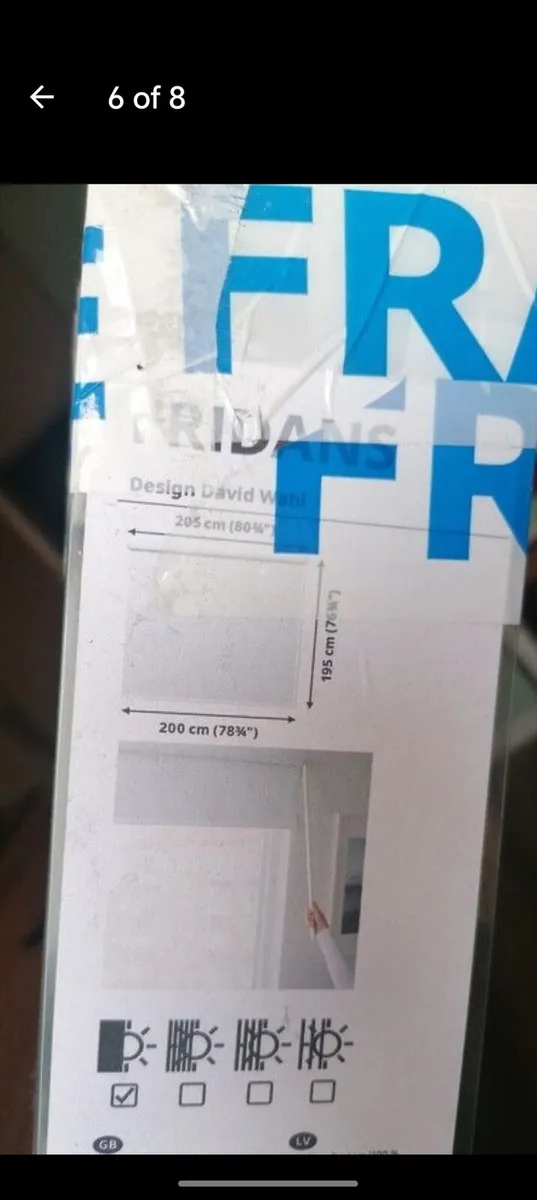 6 of 8
FRA
E
FRIDANS
FR
Design David Wahl
205 cm (80¾")
195 cm (76¾")
200 cm (78¾")
GB
LV